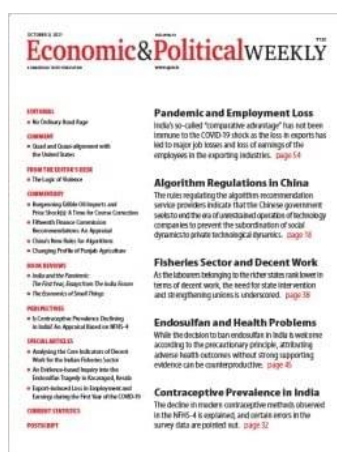 OCTOBER 9, 2021
Economic&PoliticalWEEKLY
EDITORIAL
No Ordinary Road Rage
COMMENT
Quad and Quasi-alignment with
the United States
FROM THE EDITOR'S DESK
The Logic of Violence
COMMENTARY
Burgeoning Edible Oil Imports and
Price Shock(s): A Time for Course Correction
Fifteenth Finance Commission
Recommendations: An Appraisal
China's New Rules for Algorithms
Changing Profile of Punjab Agriculture
BOOK REVIEWS
India and the Pandemic:
The First Year, Essays from The India Forum
The Economics of Small Things
PERSPECTIVES
Is Contraceptive Prevalence Declining
in India? An Appraisal Based on NFHS-4
SPECIAL ARTICLES
Analysing the Core Indicators of Decent
Work for the Indian Fisheries Sector
An Evidence-based Inquiry into the
Endosulfan Tragedy in Kasaragod, Kerala
Export-induced Loss in Employment and
Earnings during the First Year of the COVID-19
CURRENT STATISTICS
POSTSCRIPT
Pandemic and Employment Loss
India's so-called "comparative advantage" has not been
immune to the COVID-19 shock as the loss in exports has
led to major job losses and loss of earnings of the
employees in the exporting industries. page 54
Algorithm Regulations in China
The rules regulating the algorithm recommendation
service providers indicate that the Chinese government
seeks to end the era of unrestrained operation of technology
companies to prevent the subordination of social
dynamics to private technological dynamics. page 18
Fisheries Sector and Decent Work
As the labourers belonging to the richer states rank lower in
terms of decent work, the need for state intervention
and strengthening unions is underscored. page 38
Endosulfan and Health Problems
While the decision to ban endosulfan in India is welcome
according to the precautionary principle, attributing
adverse health outcomes without strong supporting
evidence can be counterproductive. page 45
Contraceptive Prevalence in India
The decline in modern contraceptive methods observed
in the NFHS-4 is explained, and certain errors in the
survey data are pointed out. page 32